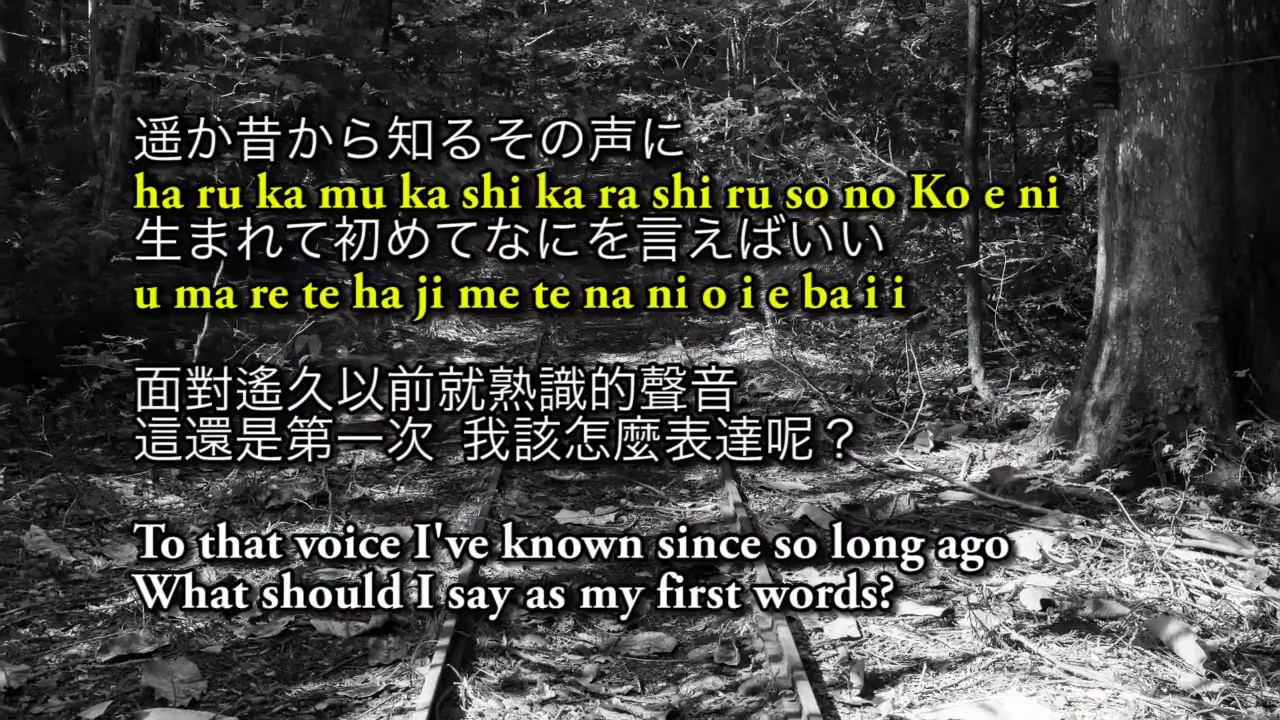 遥か昔から知るその声に
ha ru ka mu ka shi ka ra shi ru so no Ko e ni
生まれて初めてなにを言えばいい
u ma re te ha ji me te na ni o i e ba i i
面對遙久以前就熟識的聲音
這還是第一次 我該怎麼表達呢？
To that voice I've known since so long ago
What should I say as my first words?